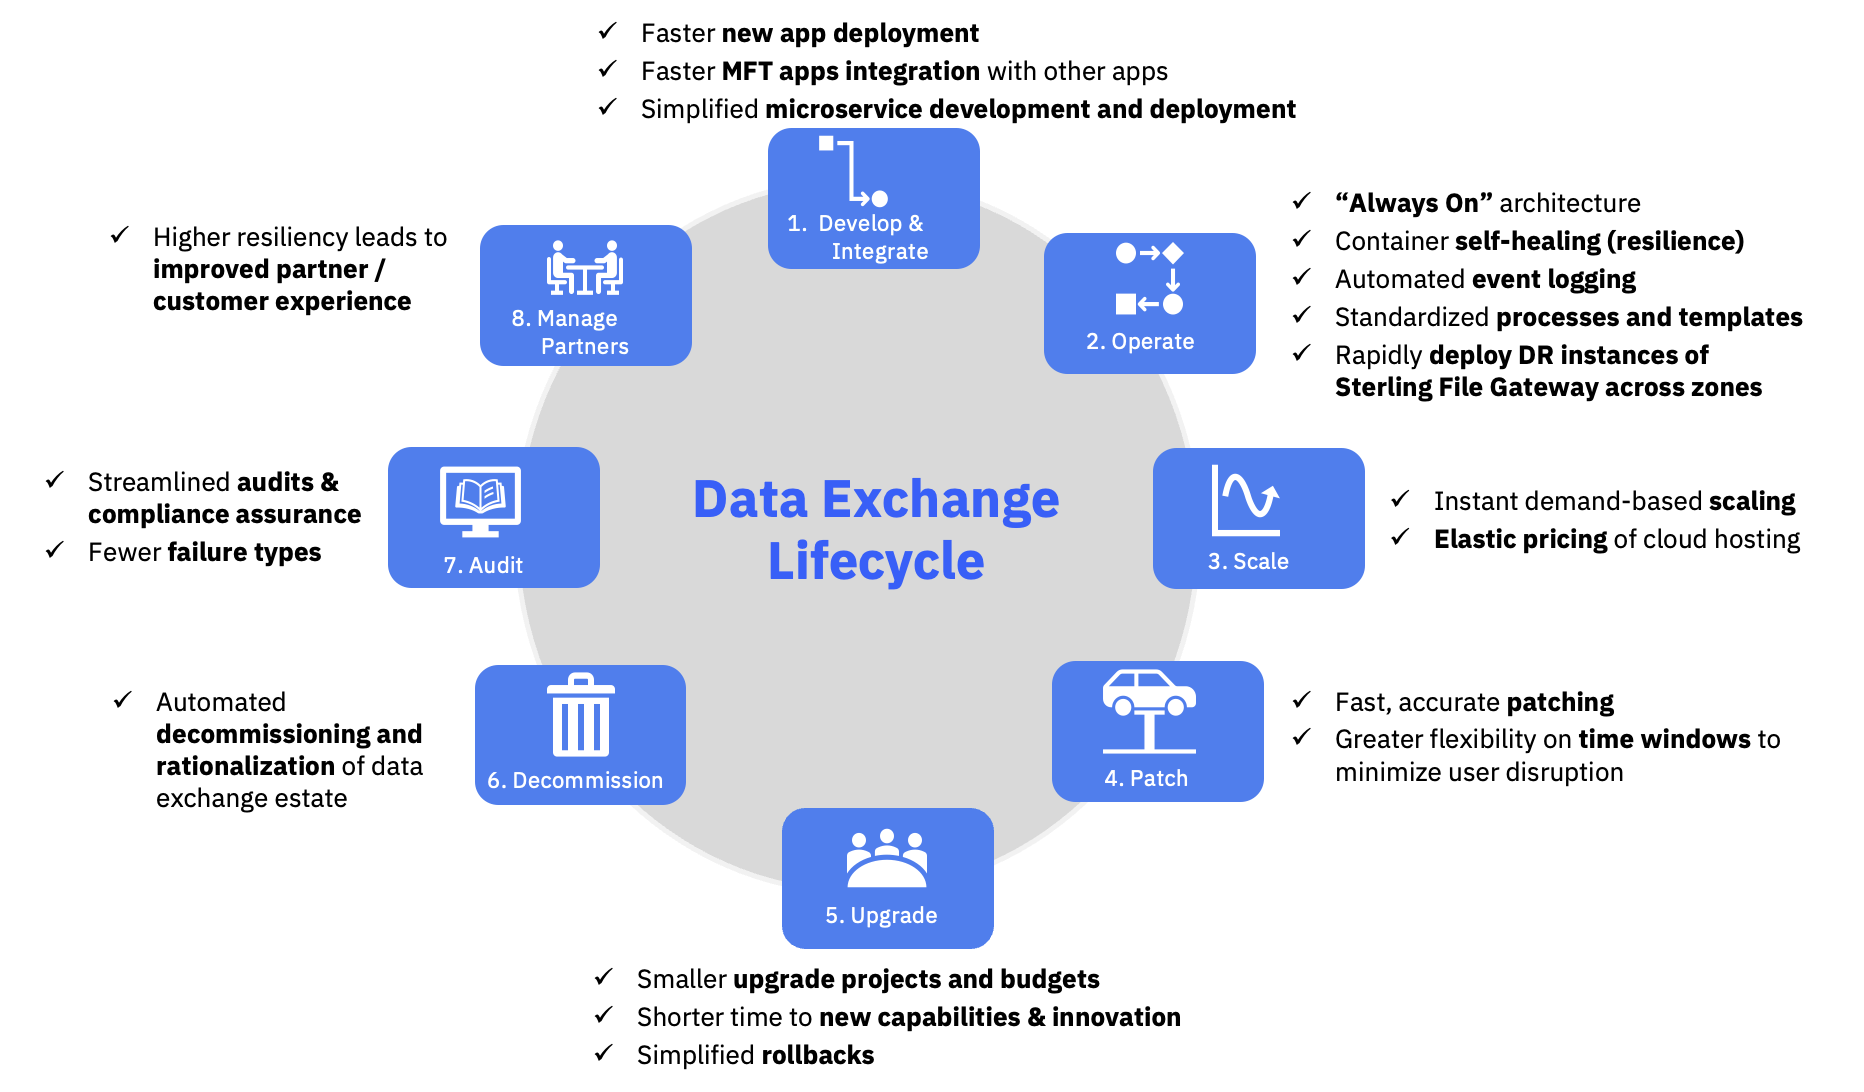 ✓ Faster new app deployment
✓ Faster MFT apps integration with other apps
✓ Simplified microservice development and deployment
1. Develop &
Integrate
✓ “Always On” architecture
✓ Container self-healing (resilience)
✓ Automated event logging
✓ Standardized processes and templates
✓ Rapidly deploy DR instances of
Sterling File Gateway across zones
2. Operate
✓ Instant demand-based scaling
✓ Elastic pricing of cloud hosting
3. Scale
✓ Fast, accurate patching
✓ Greater flexibility on time windows to
minimize user disruption
4. Patch
5. Upgrade
✓ Smaller upgrade projects and budgets
✓ Shorter time to new capabilities & innovation
✓ Simplified rollbacks
6. Decommission
✓ Automated
decommissioning and
rationalization of data
exchange estate
7. Audit
✓ Streamlined audits &
compliance assurance
✓ Fewer failure types
8. Manage
Partners
✓ Higher resiliency leads to
improved partner /
customer experience
Data Exchange
Lifecycle